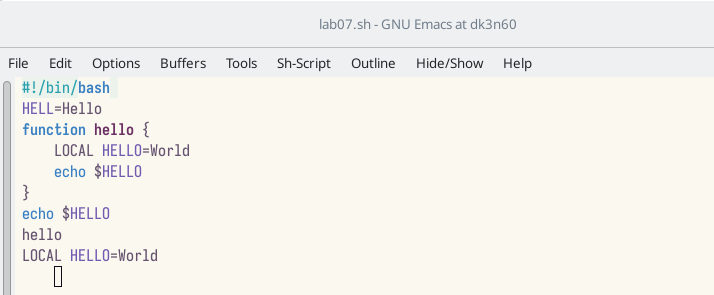 lab07.sh - GNU Emacs at dk3n60
File Edit Options Buffers Tools Sh-Script Outline Hide/Show Help
#!/bin/bash
HELL=Hello
function hello {
    LOCAL HELLO=World
    echo $HELLO
}
echo $HELLO
hello
LOCAL HELLO=World